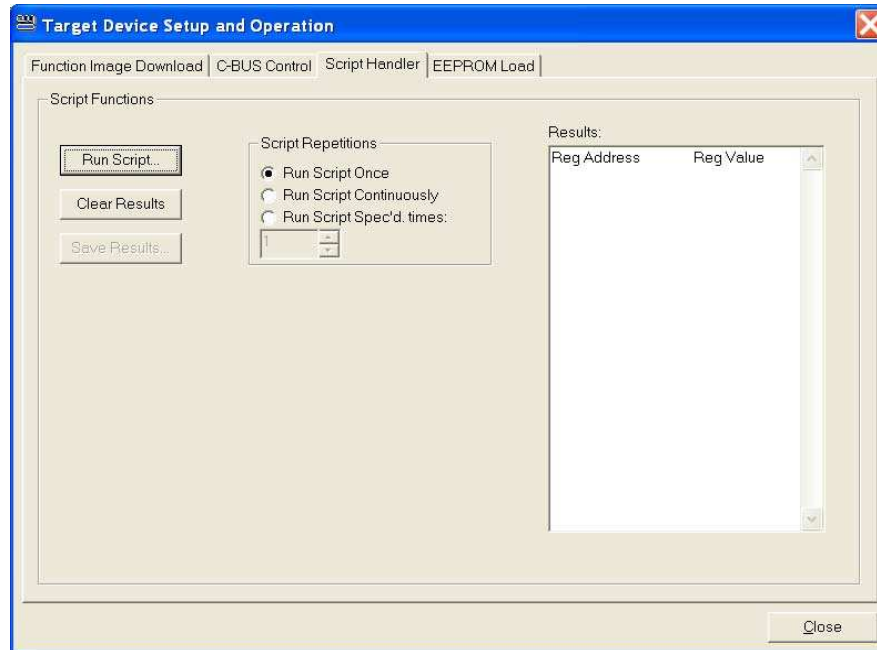 Target Device Setup and Operation
Function Image Download C-BUS Control Script Handler EEPROM Load
Script Functions
Run Script...
Clear Results
Save Results...
Script Repetitions
Run Script Once
Run Script Continuously
Run Script Spec'd. times:
1
Results:
Reg Address Reg Value
Close